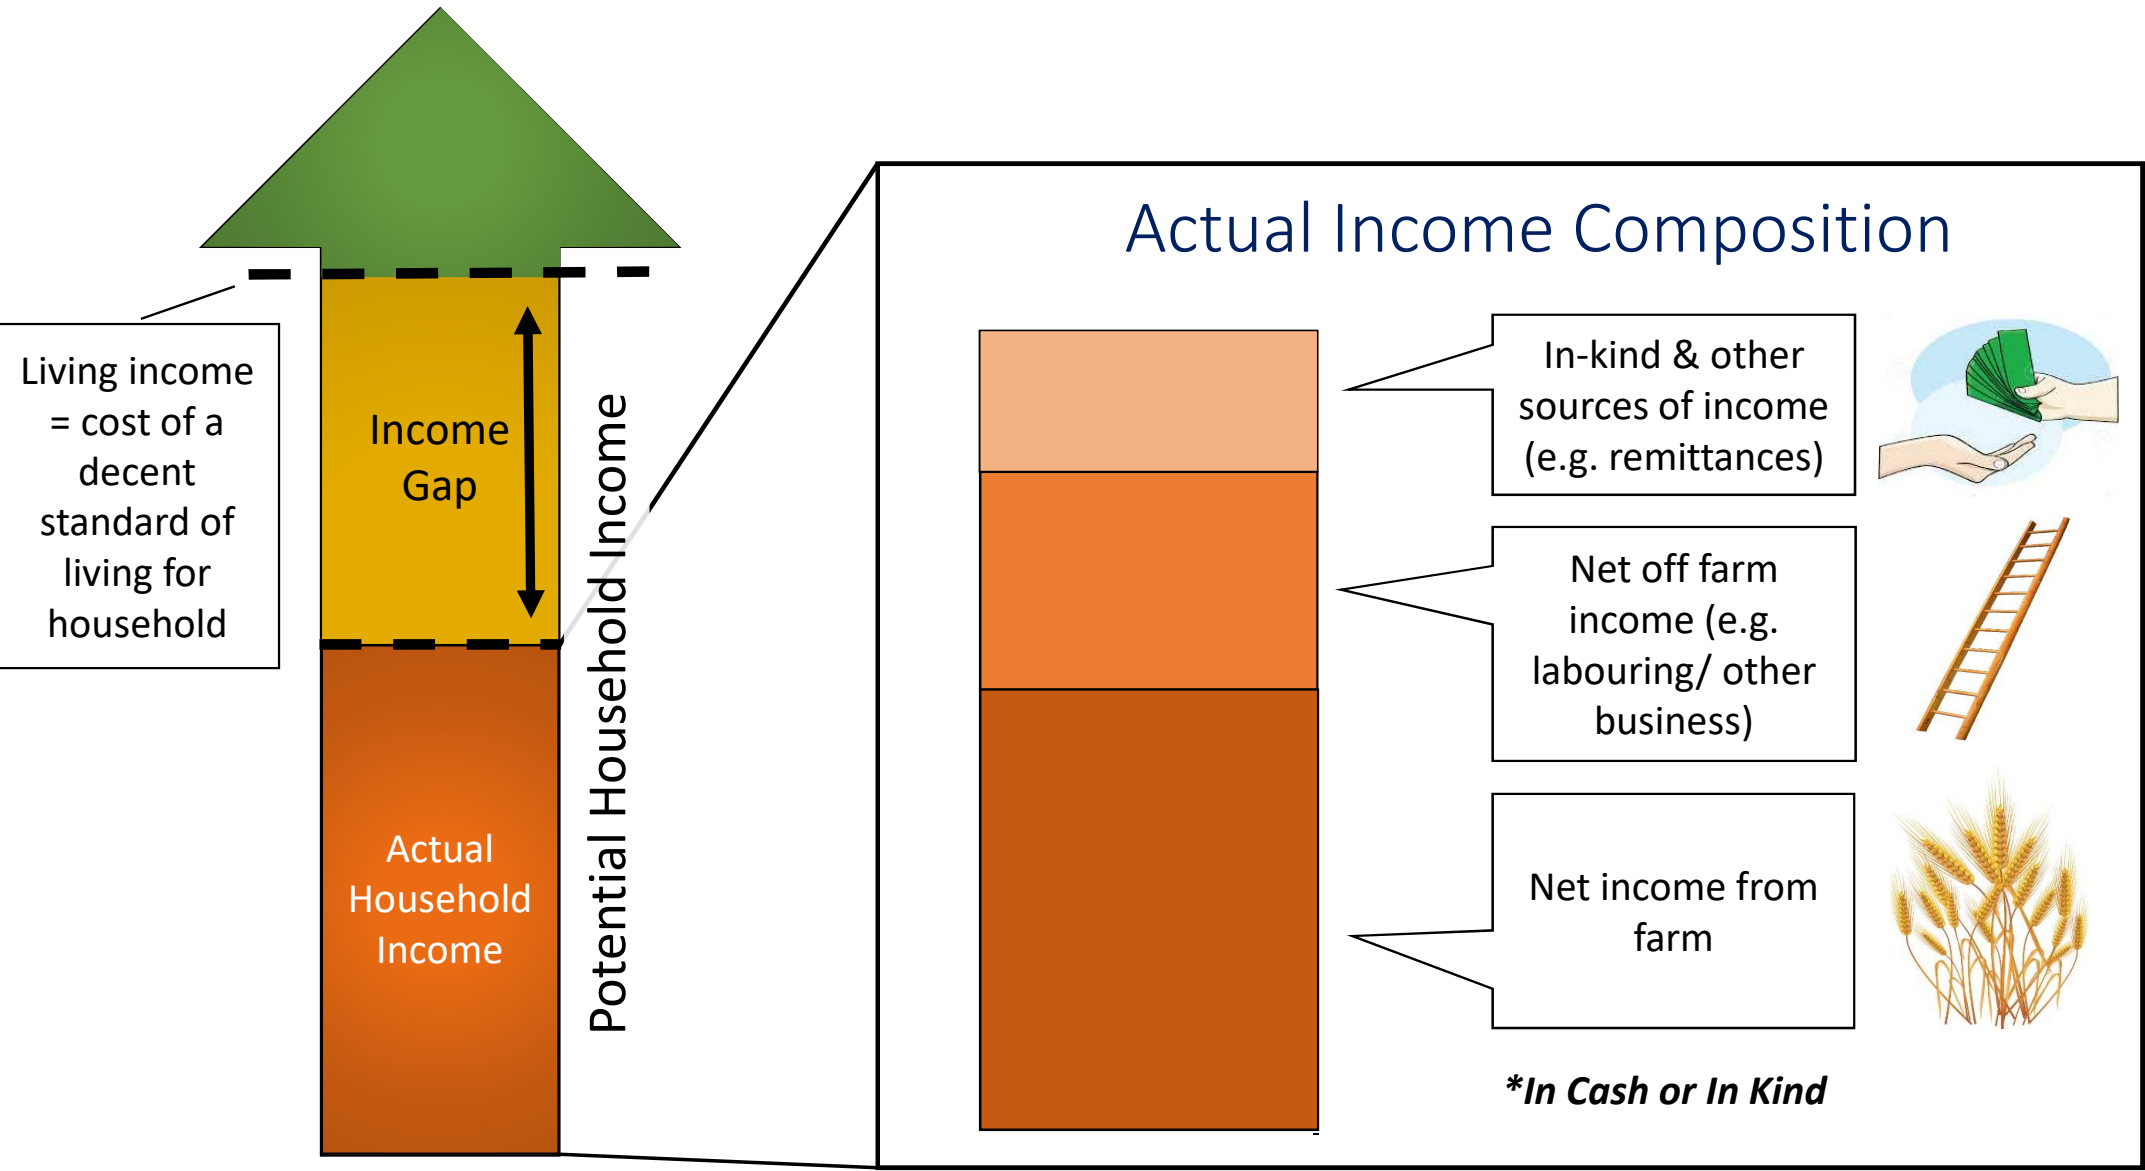 Living income
= cost of a
decent
standard of
living for
household
Income
Gap
Actual
Household
Income
Potential Household Income
Actual Income Composition
In-kind & other
sources of income
(e.g. remittances)
Net off farm
income (e.g.
labouring/ other
business)
Net income from
farm
*In Cash or In Kind